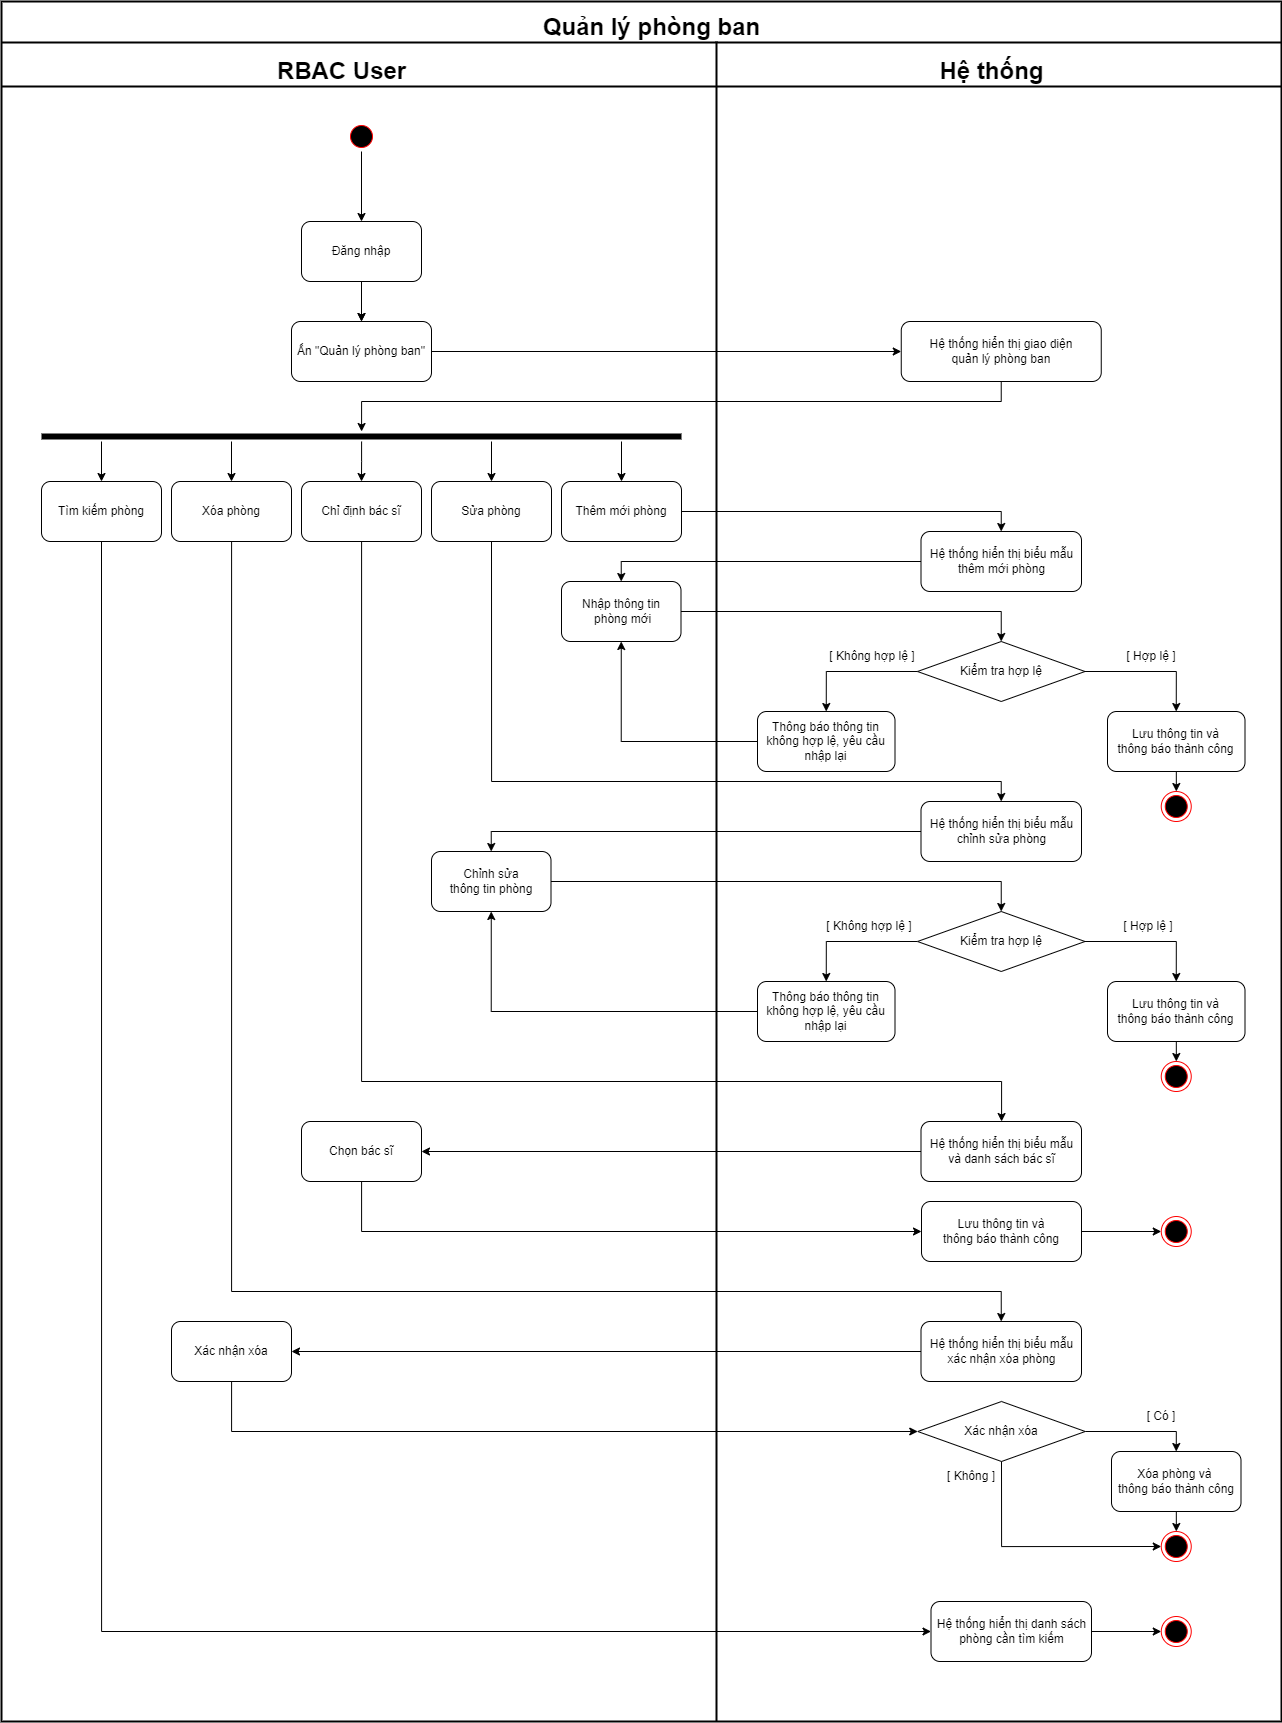 Quản lý phòng ban
RBAC User
Hệ thống
Đăng nhập
Ấn "Quản lý phòng ban"
Hệ thống hiển thị giao diện
quản lý phòng ban
Tìm kiếm phòng
Xóa phòng
Chỉ định bác sĩ
Sửa phòng
Thêm mới phòng
Hệ thống hiển thị biểu mẫu
thêm mới phòng
Nhập thông tin
phòng mới
[ Không hợp lệ ]
Kiểm tra hợp lệ
[ Hợp lệ ]
Thông báo thông tin
không hợp lệ, yêu cầu
nhập lại
Lưu thông tin và
thông báo thành công
Hệ thống hiển thị biểu mẫu
chỉnh sửa phòng
Chỉnh sửa
thông tin phòng
[ Không hợp lệ ]
Kiểm tra hợp lệ
[ Hợp lệ ]
Thông báo thông tin
không hợp lệ, yêu cầu
nhập lại
Lưu thông tin và
thông báo thành công
Chọn bác sĩ
Hệ thống hiển thị biểu mẫu
và danh sách bác sĩ
Lưu thông tin và
thông báo thành công
Xác nhận xóa
Hệ thống hiển thị biểu mẫu
xác nhận xóa phòng
Xác nhận xóa
[ Có ]
[ Không ]
Xóa phòng và
thông báo thành công
Hệ thống hiển thị danh sách
phòng cần tìm kiếm